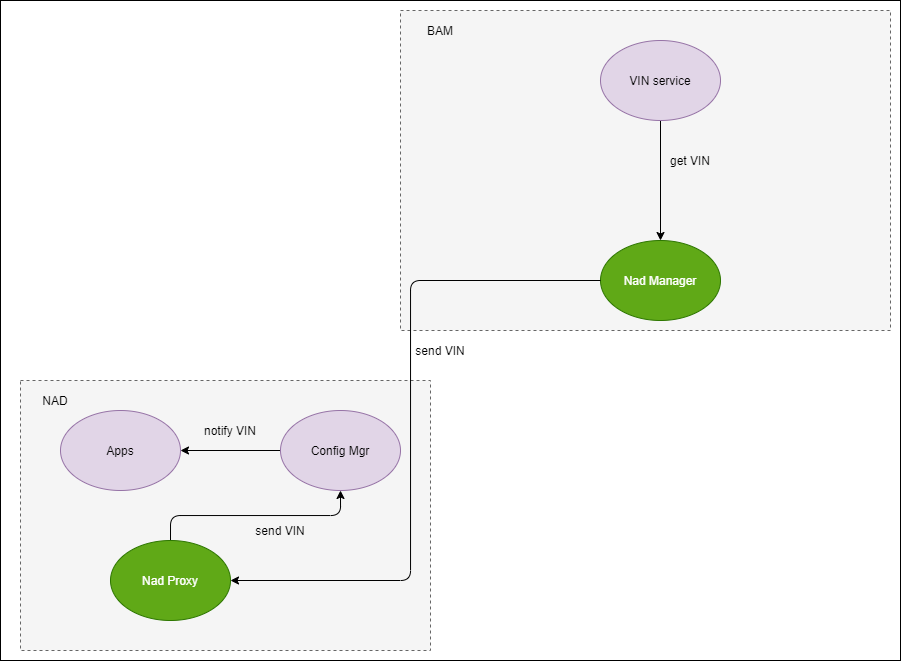 BAM
VIN service
get VIN
Nad Manager
send VIN
NAD
notify VIN
Apps
Config Mgr
send VIN
Nad Proxy